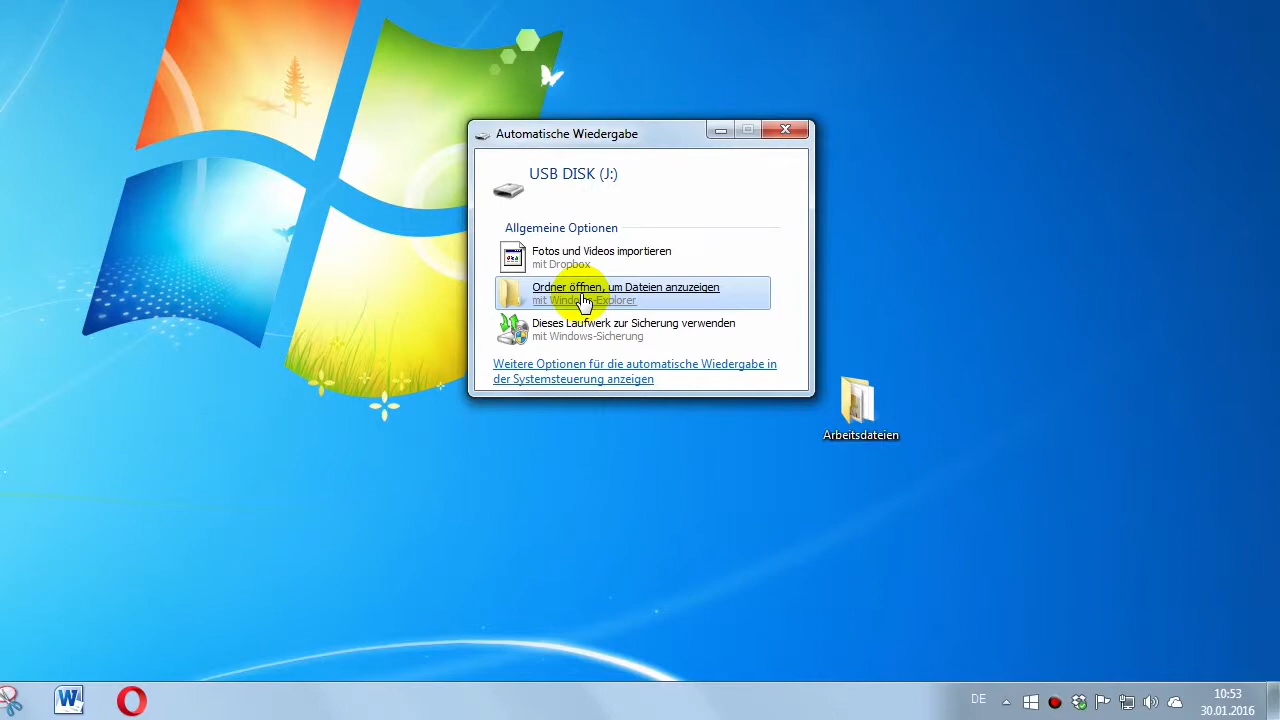 Automatische Wiedergabe
USB DISK (J:)
Allgemeine Optionen
Fotos und Videos importieren
mit Dropbox
Ordner öffnen, um Dateien anzuzeigen
mit Windows-Explorer
Dieses Laufwerk zur Sicherung verwenden
mit Windows-Sicherung
Weitere Optionen für die automatische Wiedergabe in
der Systemsteuerung anzeigen
Arbeitsdateien
W
DE
10:53
30.01.2016